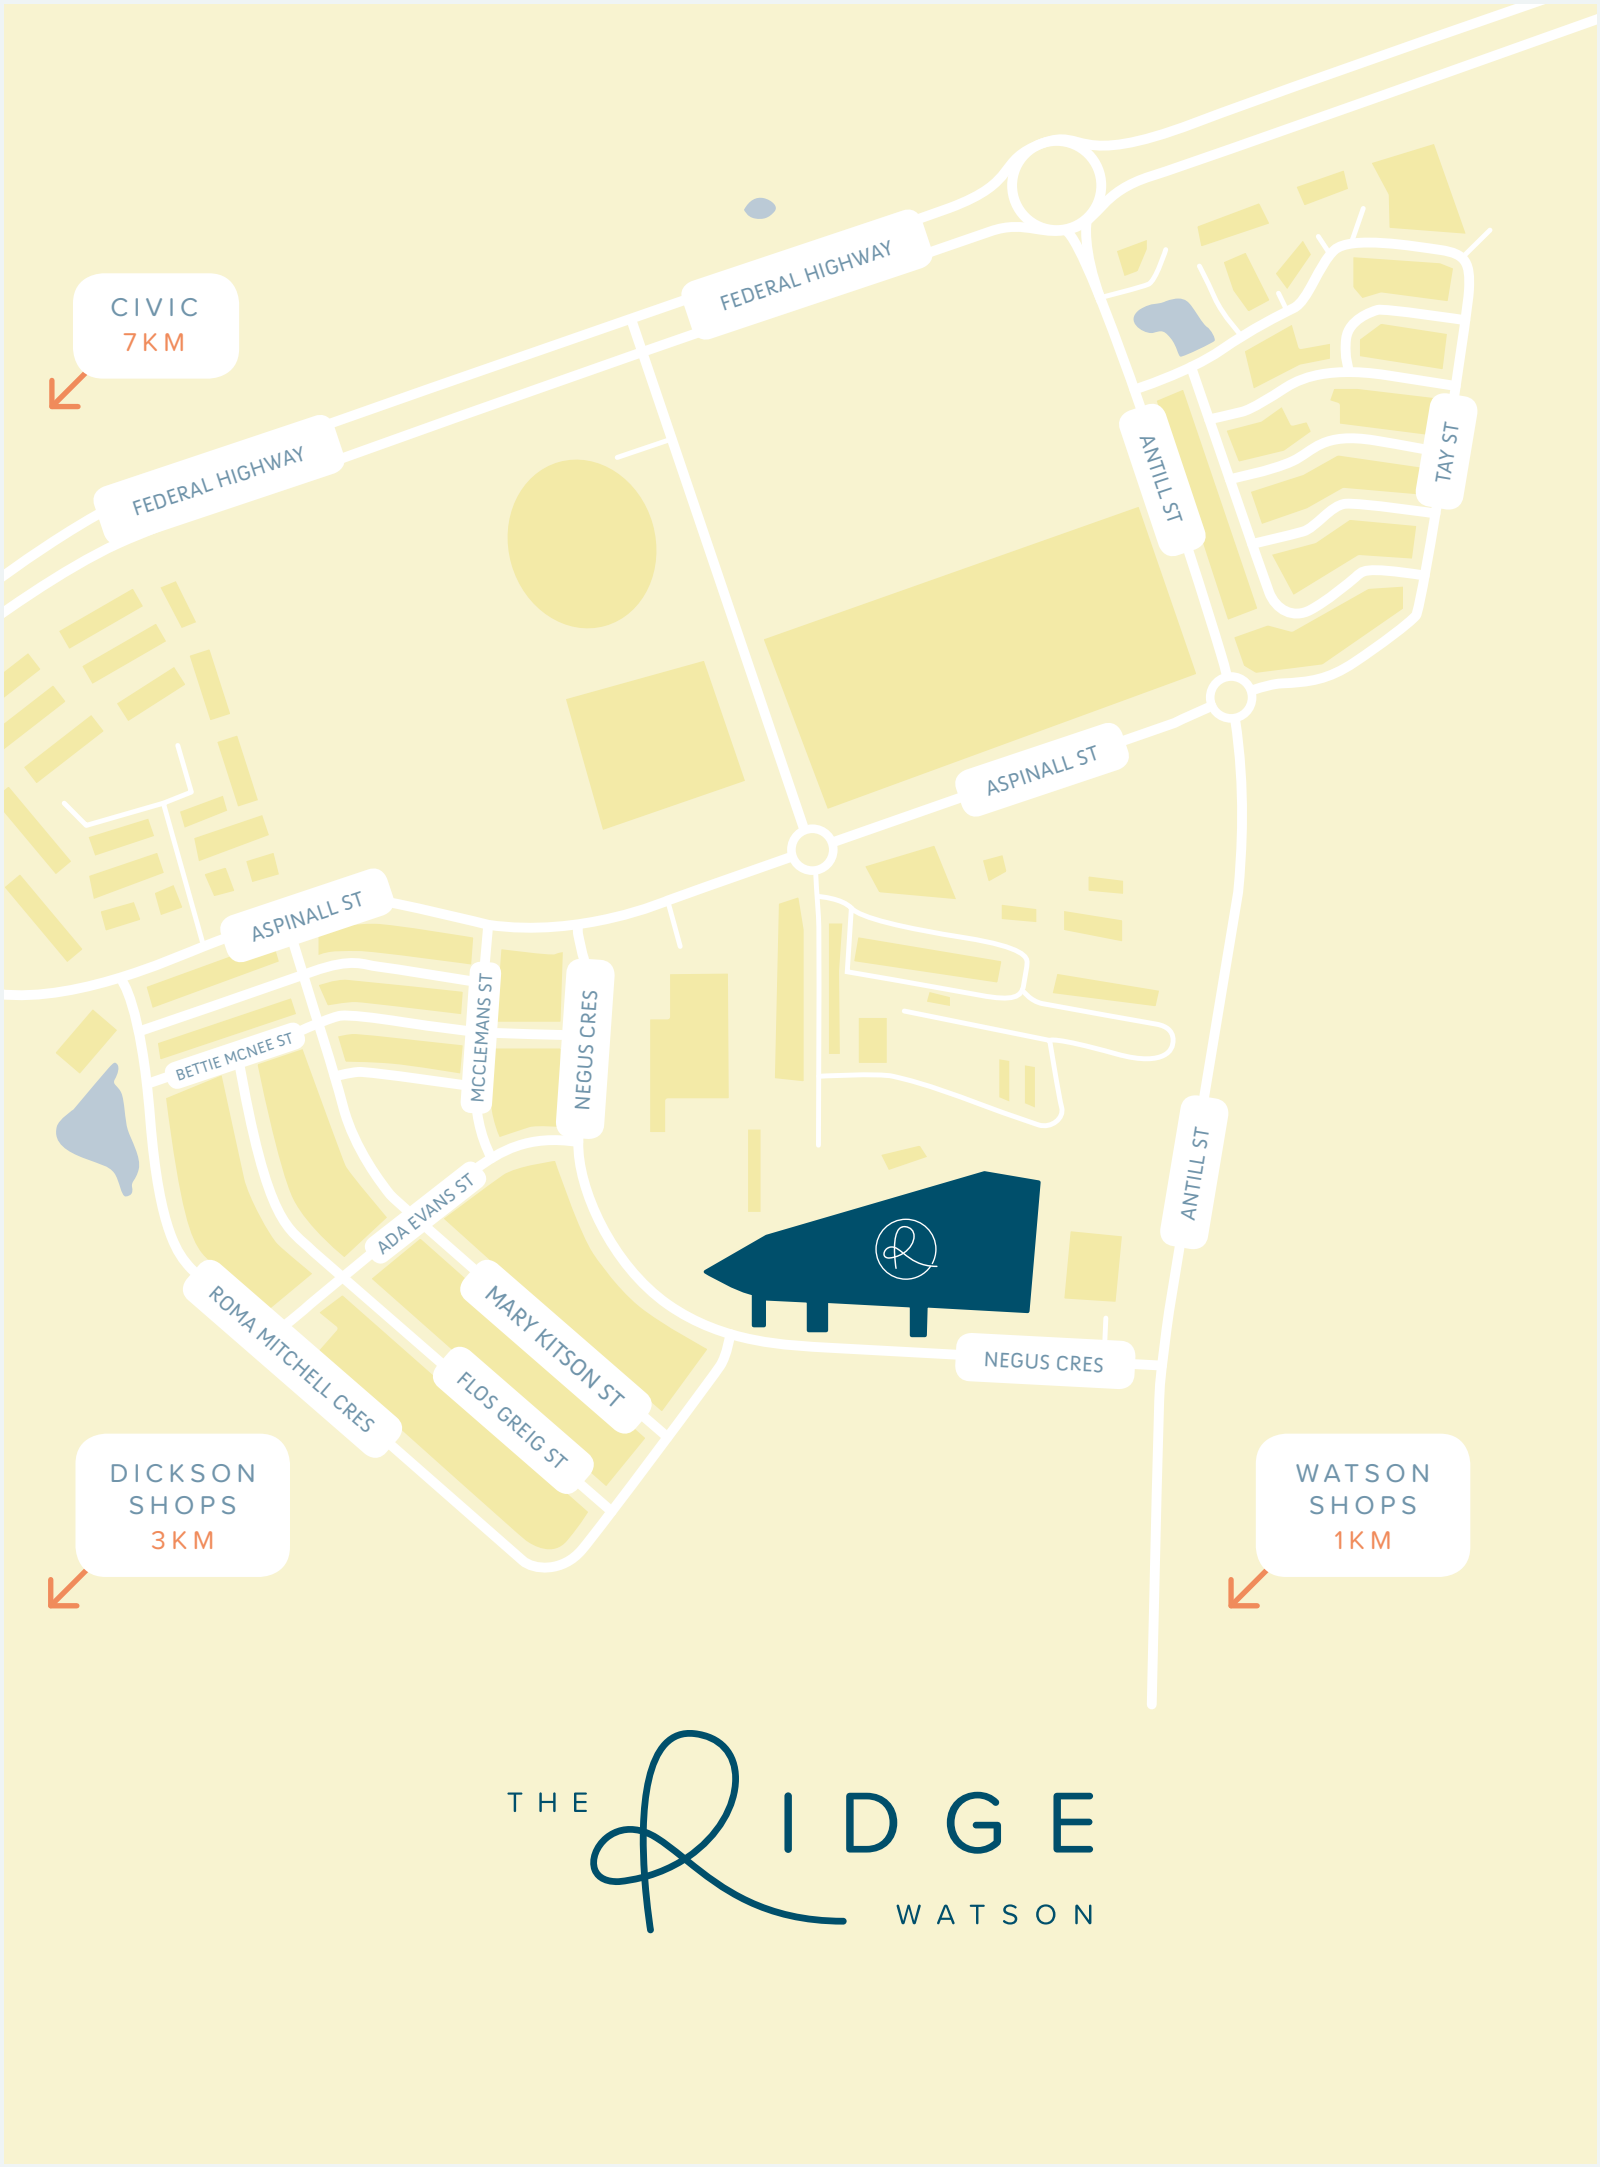 FEDERAL HIGHWAY
CIVIC
7KM
FEDERAL HIGHWAY
ANTILL ST
TAY ST
ASPINALL ST
ASPINALL ST
MCCLEMANS ST
NEGUS CRES
BETTIE MCNEE ST
ANTILL ST
ADA EVANS ST
R
ROMA MITCHELL CRES
MARY KITSON ST
NEGUS CRES
FLOS GREIG ST
DICKSON
SHOPS
3KM
WATSON
SHOPS
1KM
THE RIDGE
WATSON